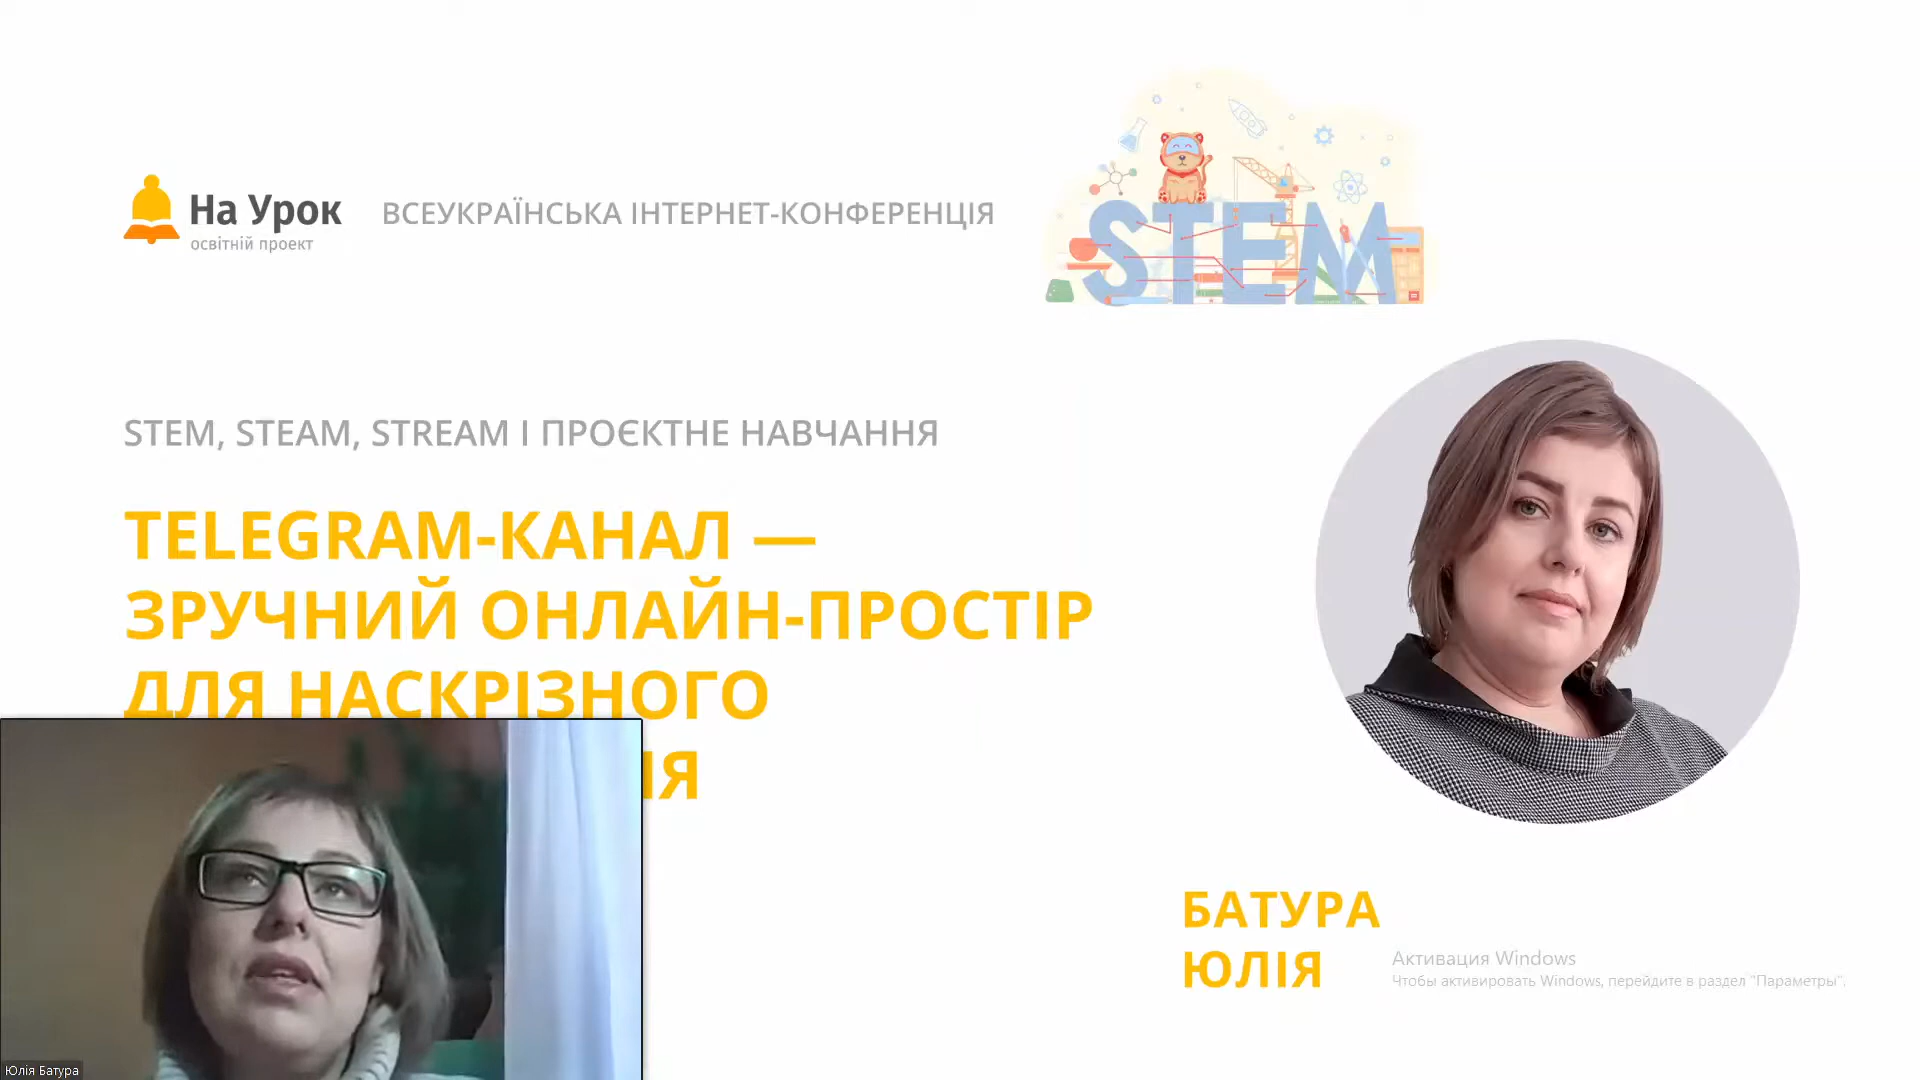 На Урок
освітній проект
ВСЕУКРАЇНСЬКА ІНТЕРНЕТ-КОНФЕРЕНЦІЯ
STEM
STEM, STEAM, STREAM І ПРОЄКТНЕ НАВЧАННЯ
TELEGRAM-КАНАЛ —
ЗРУЧНИЙ ОНЛАЙН-ПРОСТІР
ДЛЯ НАСКРІЗНОГО
БАТУРА
ЮЛІЯ
Активация Windows
Чтобы активировать Windows, перейдите в раздел "Параметры".
Юлія Батура